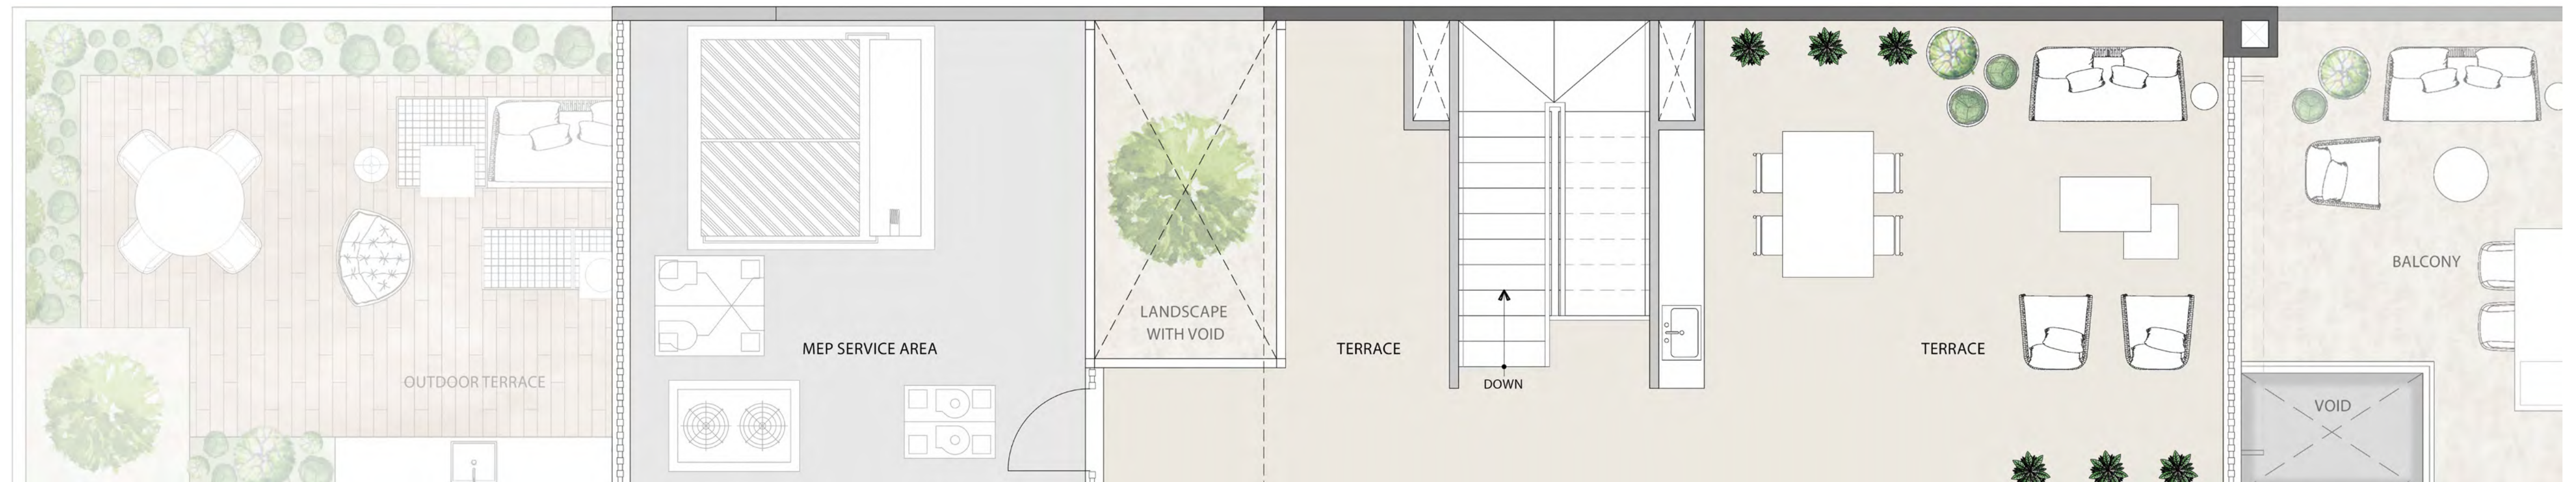 OUTDOOR TERRACE
MEP SERVICE AREA
LANDSCAPE
WITH VOID
TERRACE
DOWN
TERRACE
BALCONY
VOID